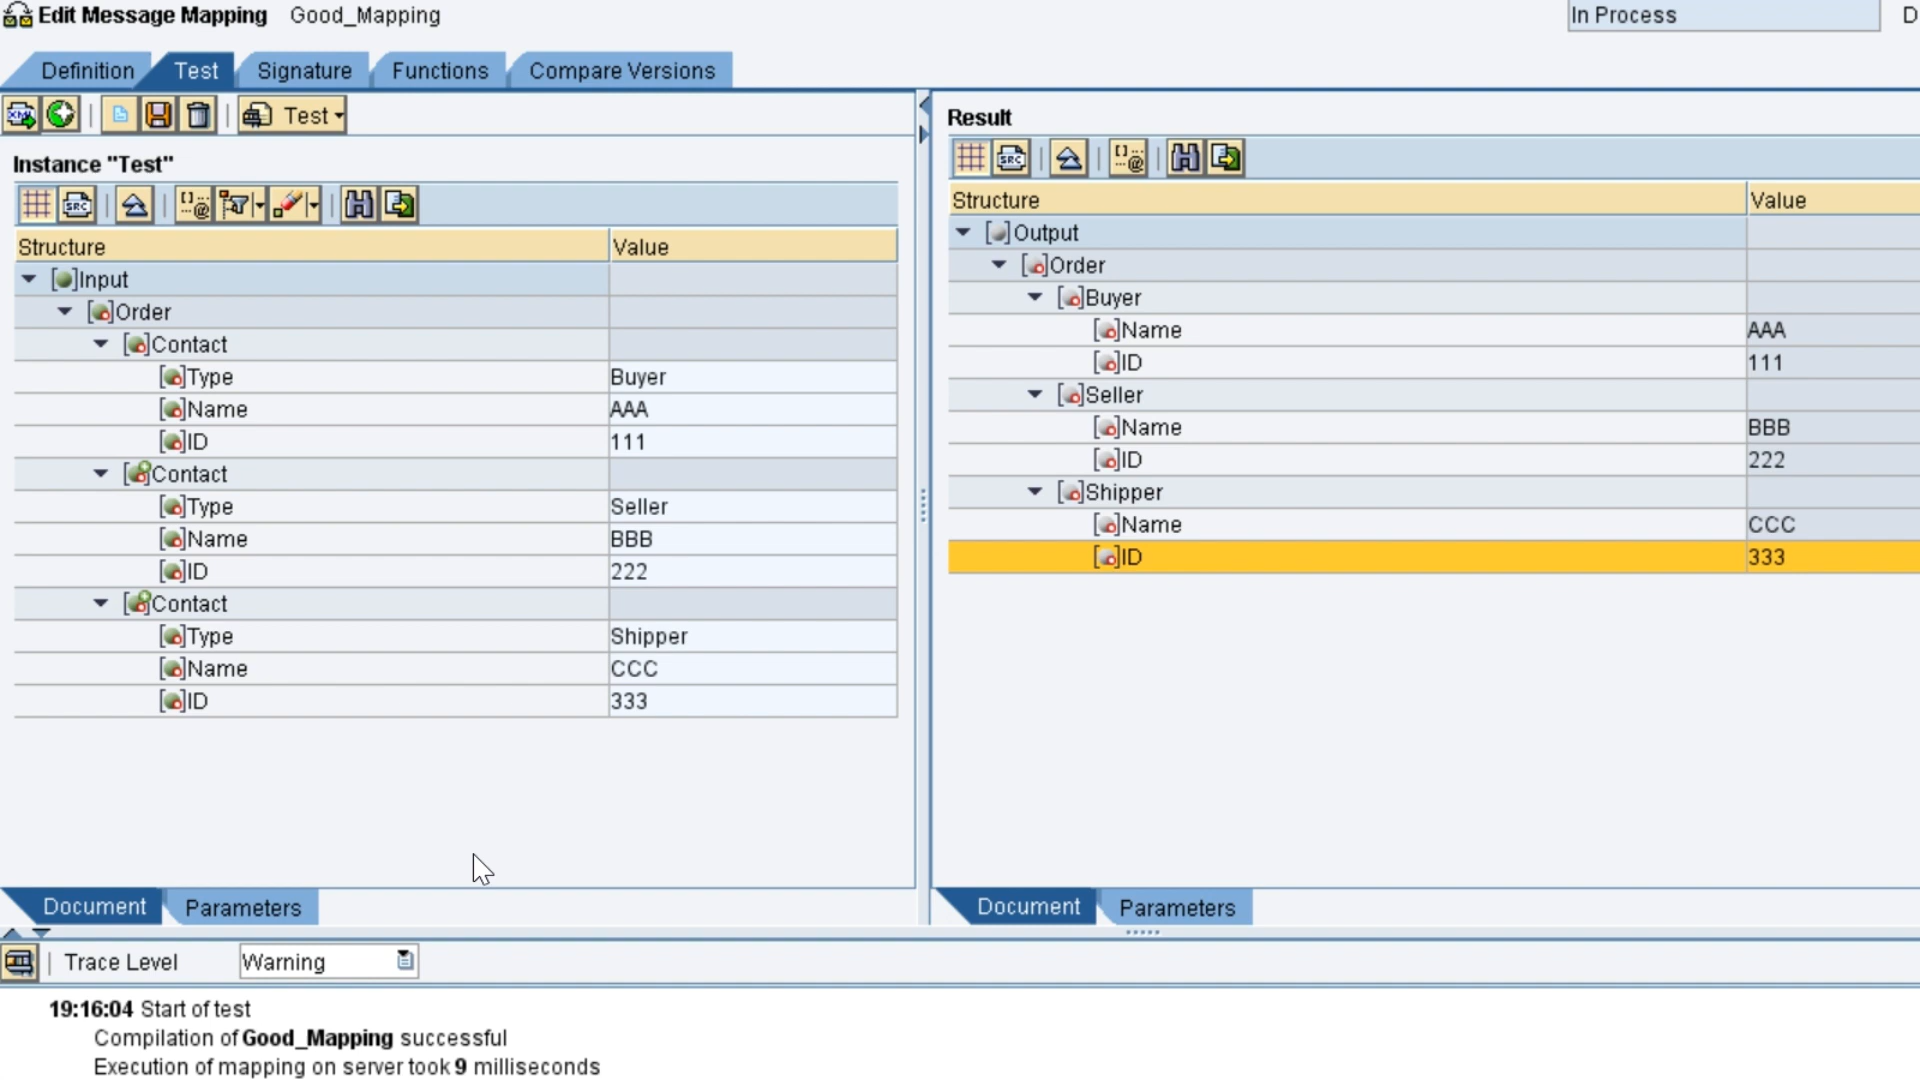 Edit Message Mapping Good_Mapping In Process D
Definition Test Signature Functions Compare Versions
Test
Instance "Test"
SRC
Structure Value
[ ]Input
[ ]Order
[ ]Contact
[ ]Type Buyer
[ ]Name AAA
[ ]ID 111
[ ]Contact
[ ]Type Seller
[ ]Name BBB
[ ]ID 222
[ ]Contact
[ ]Type Shipper
[ ]Name CCC
[ ]ID 333
Document Parameters
Result
SRC
Structure Value
[ ]Output
[ ]Order
[ ]Buyer
[ ]Name AAA
[ ]ID 111
[ ]Seller
[ ]Name BBB
[ ]ID 222
[ ]Shipper
[ ]Name CCC
[ ]ID 333
Document Parameters
Trace Level Warning
19:16:04 Start of test
Compilation of Good_Mapping successful
Execution of mapping on server took 9 milliseconds